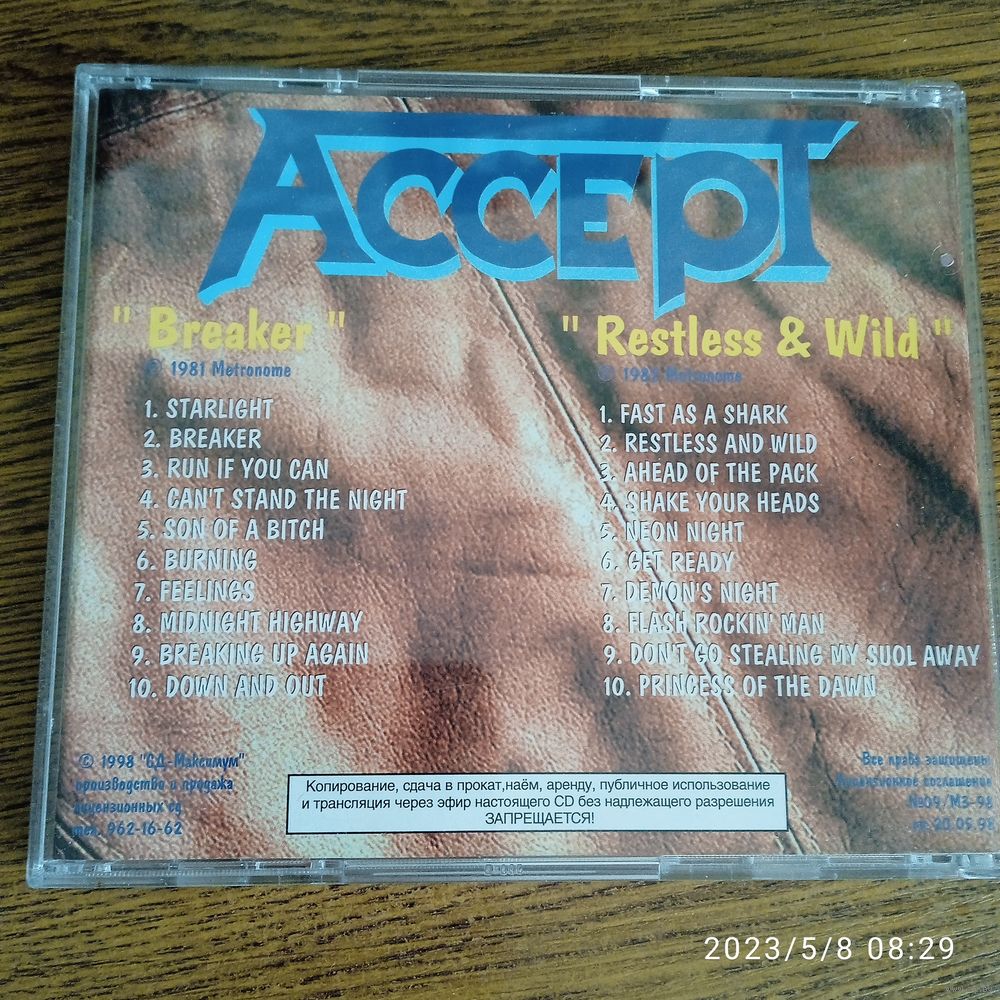 ACCEPT
" Breaker "
℗ 1981 Metronome
1. STARLIGHT
2. BREAKER
3. RUN IF YOU CAN
4. CAN'T STAND THE NIGHT
5. SON OF A BITCH
6. BURNING
7. FEELINGS
8. MIDNIGHT HIGHWAY
9. BREAKING UP AGAIN
10. DOWN AND OUT
" Restless & Wild "
℗ 1982 Metronome
1. FAST AS A SHARK
2. RESTLESS AND WILD
3. AHEAD OF THE PACK
4. SHAKE YOUR HEADS
5. NEON NIGHT
6. GET READY
7. DEMON'S NIGHT
8. FLASH ROCKIN' MAN
9. DON'T GO STEALING MY SUOL AWAY
10. PRINCESS OF THE DAWN
© 1998 "СД-Максимум"
производство и продажа
лицензионных сд
тел. 962-16-62
Копирование, сдача в прокат,наём, аренду, публичное использование
и трансляция через эфир настоящего CD без надлежащего разрешения
ЗАПРЕЩАЕТСЯ!
Все права защищены
Лицензионное соглашение
№09/МЗ-98
от 20.05.98
2023/5/8 08:29